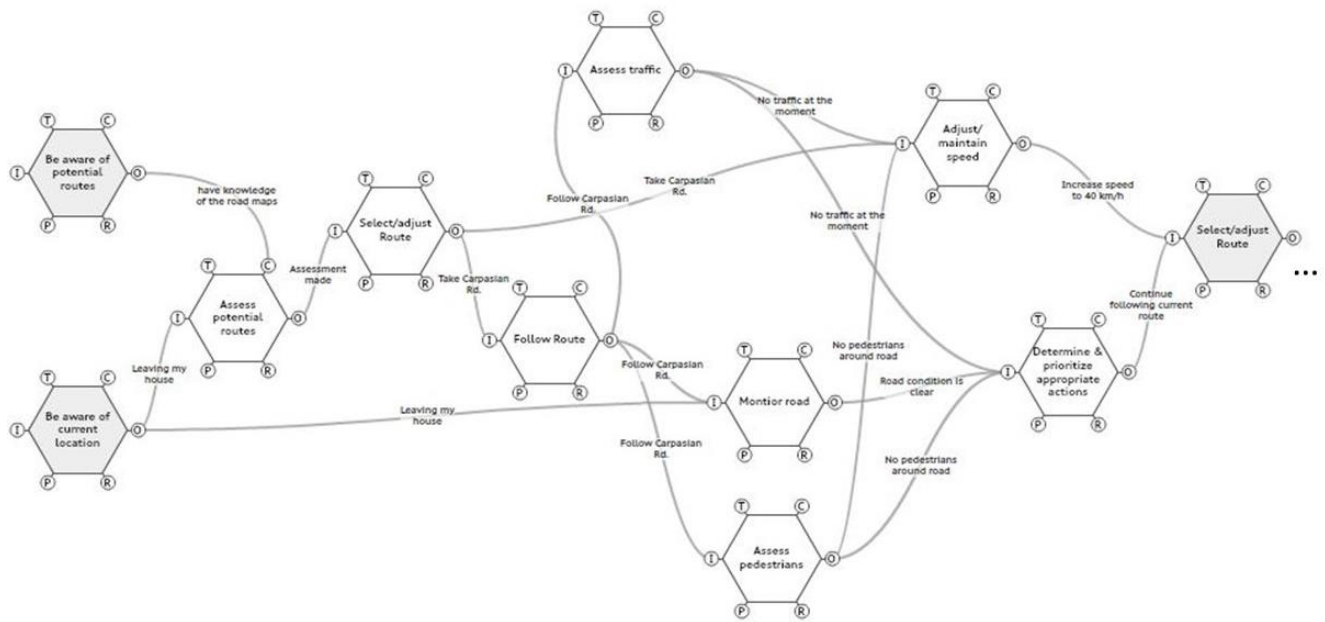 T
C
I
Be aware of
potential
routes
O
P
R
have knowledge
of the road maps
T
C
I
Be aware of
current
location
O
P
R
Leaving my
house
T
C
I
Assess
potential
routes
O
P
R
Assessment
made
T
C
I
Select/adjust
Route
O
P
R
Take Carpasian
Rd.
Take Carpasian
Rd.
Leaving my
house
T
C
I
Follow Route
O
P
R
Follow Carpasian
Rd.
Follow Carpasian
Rd.
Follow Carpasian
Rd.
T
C
I
Assess traffic
O
P
R
No traffic at the
moment
No traffic at the
moment
T
C
I
Montior road
O
P
R
Road condition is
clear
T
C
I
Assess
pedestrians
O
P
R
No pedestrians
around road
No pedestrians
around road
T
C
I
Adjust/
maintain
speed
O
P
R
Increase speed
to 40 km/h
T
C
I
Determine &
prioritize
appropriate
actions
O
P
R
Continue
following current
route
T
C
I
Select/adjust
Route
O
P
R
...